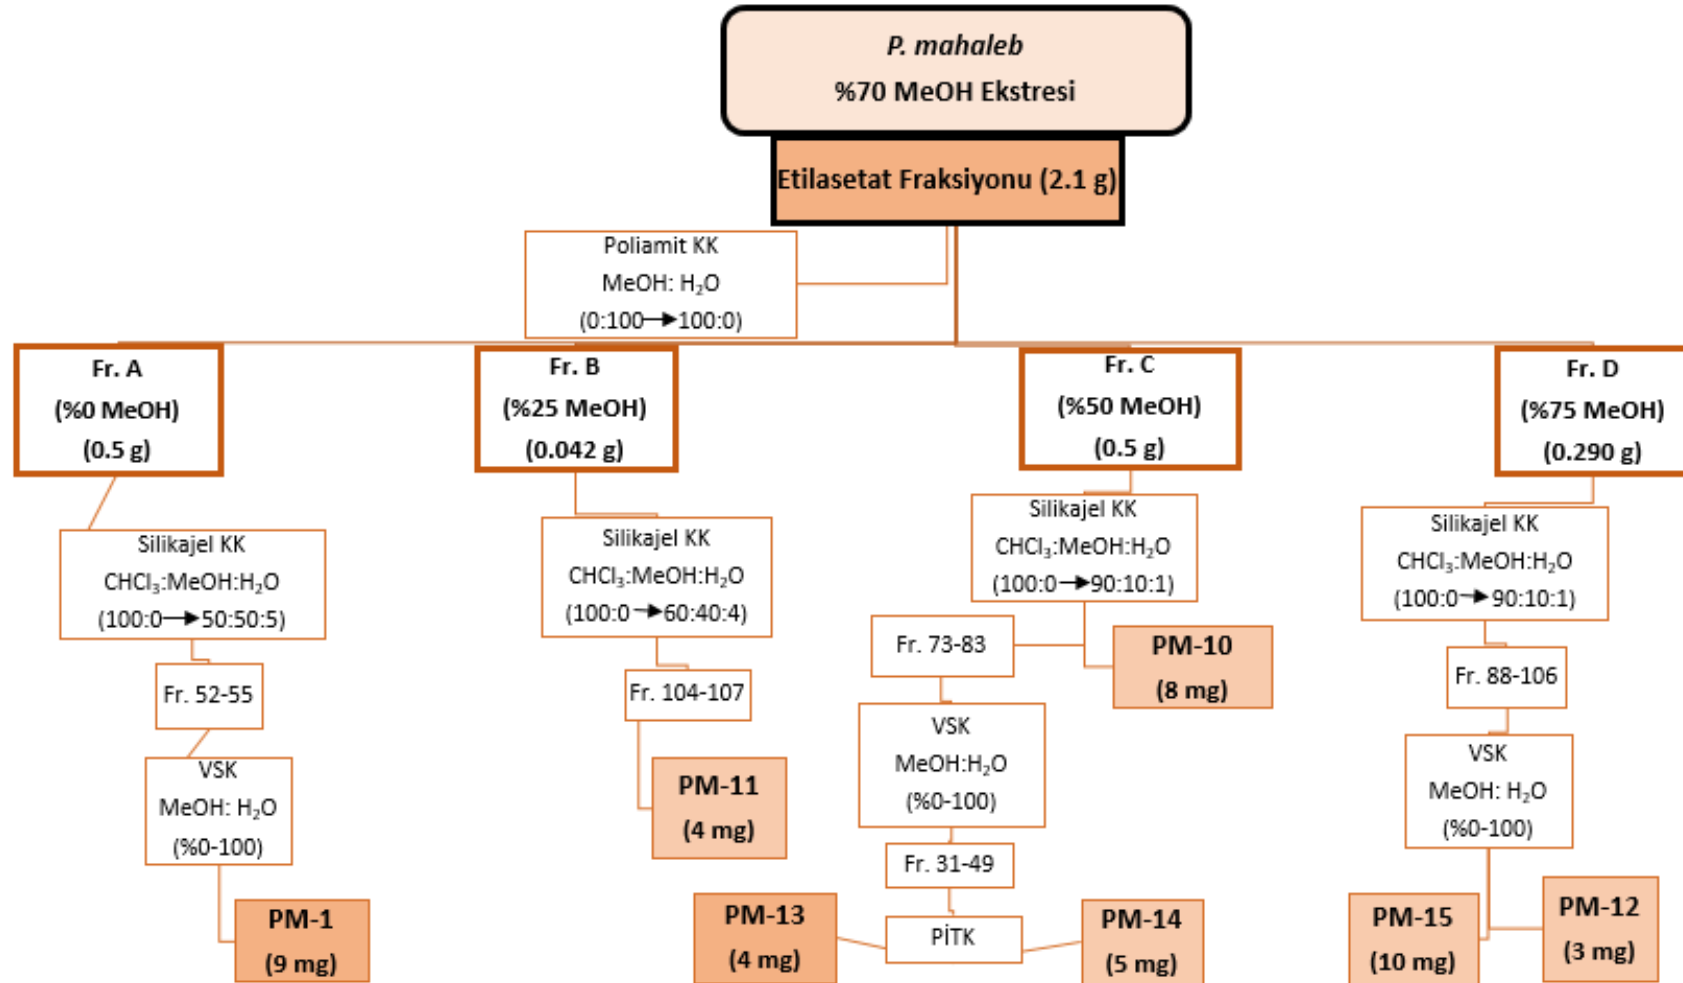 P. mahaleb
%70 MeOH Ekstresi
Etilasetat Fraksiyonu (2.1 g)
Poliamit KK
MeOH: H₂O
(0:100→100:0)
Fr. A
(%0 MeOH)
(0.5 g)
Fr. B
(%25 MeOH)
(0.042 g)
Fr. C
(%50 MeOH)
(0.5 g)
Fr. D
(%75 MeOH)
(0.290 g)
Silikajel KK
CHCl₃:MeOH:H₂O
(100:0→50:50:5)
Fr. 52-55
VSK
MeOH: H₂O
(%0-100)
PM-1
(9 mg)
Silikajel KK
CHCl₃:MeOH:H₂O
(100:0→60:40:4)
Fr. 104-107
PM-11
(4 mg)
Silikajel KK
CHCl₃:MeOH:H₂O
(100:0→90:10:1)
Fr. 73-83
PM-10
(8 mg)
VSK
MeOH:H₂O
(%0-100)
Fr. 31-49
PİTK
PM-13
(4 mg)
PM-14
(5 mg)
Silikajel KK
CHCl₃:MeOH:H₂O
(100:0→90:10:1)
Fr. 88-106
VSK
MeOH: H₂O
(%0-100)
PM-15
(10 mg)
PM-12
(3 mg)